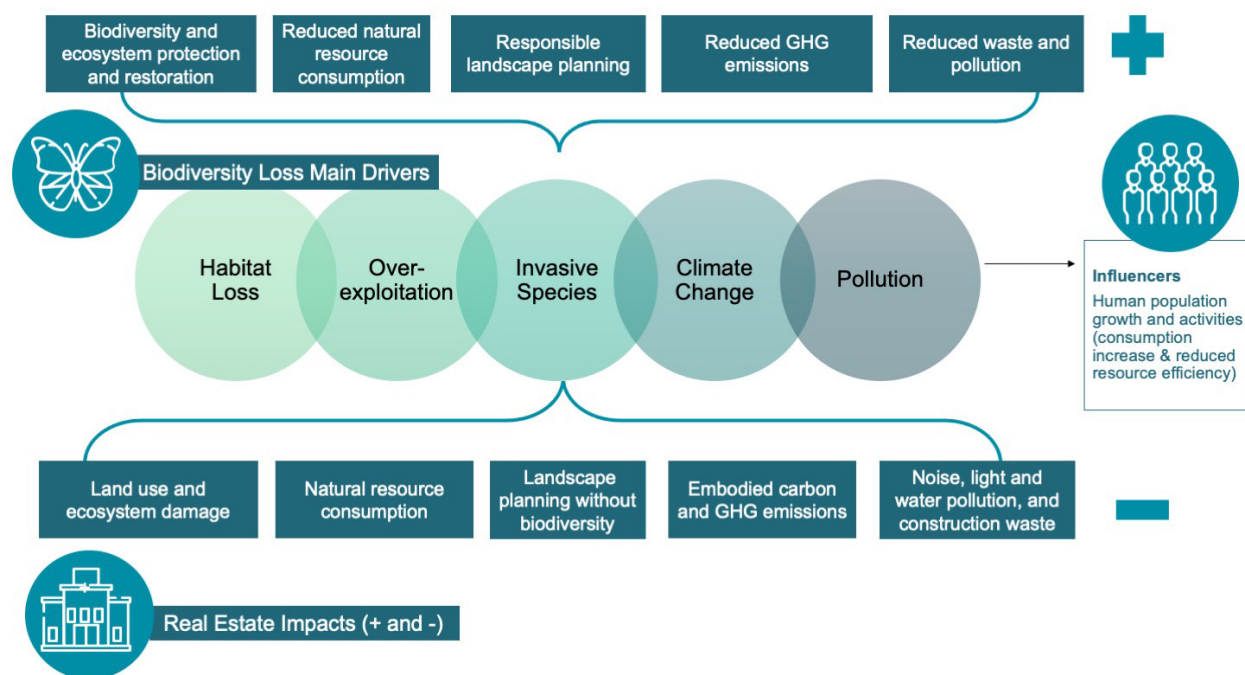 Biodiversity and
ecosystem protection
and restoration
Reduced natural
resource
consumption
Responsible
landscape planning
Reduced GHG
emissions
Reduced waste and
pollution
Biodiversity Loss Main Drivers
Habitat
Loss
Over-
exploitation
Invasive
Species
Climate
Change
Pollution
Influencers
Human population
growth and activities
(consumption
increase & reduced
resource efficiency)
Land use and
ecosystem damage
Natural resource
consumption
Landscape
planning without
biodiversity
Embodied carbon
and GHG emissions
Noise, light and
water pollution, and
construction waste
Real Estate Impacts (+ and -)